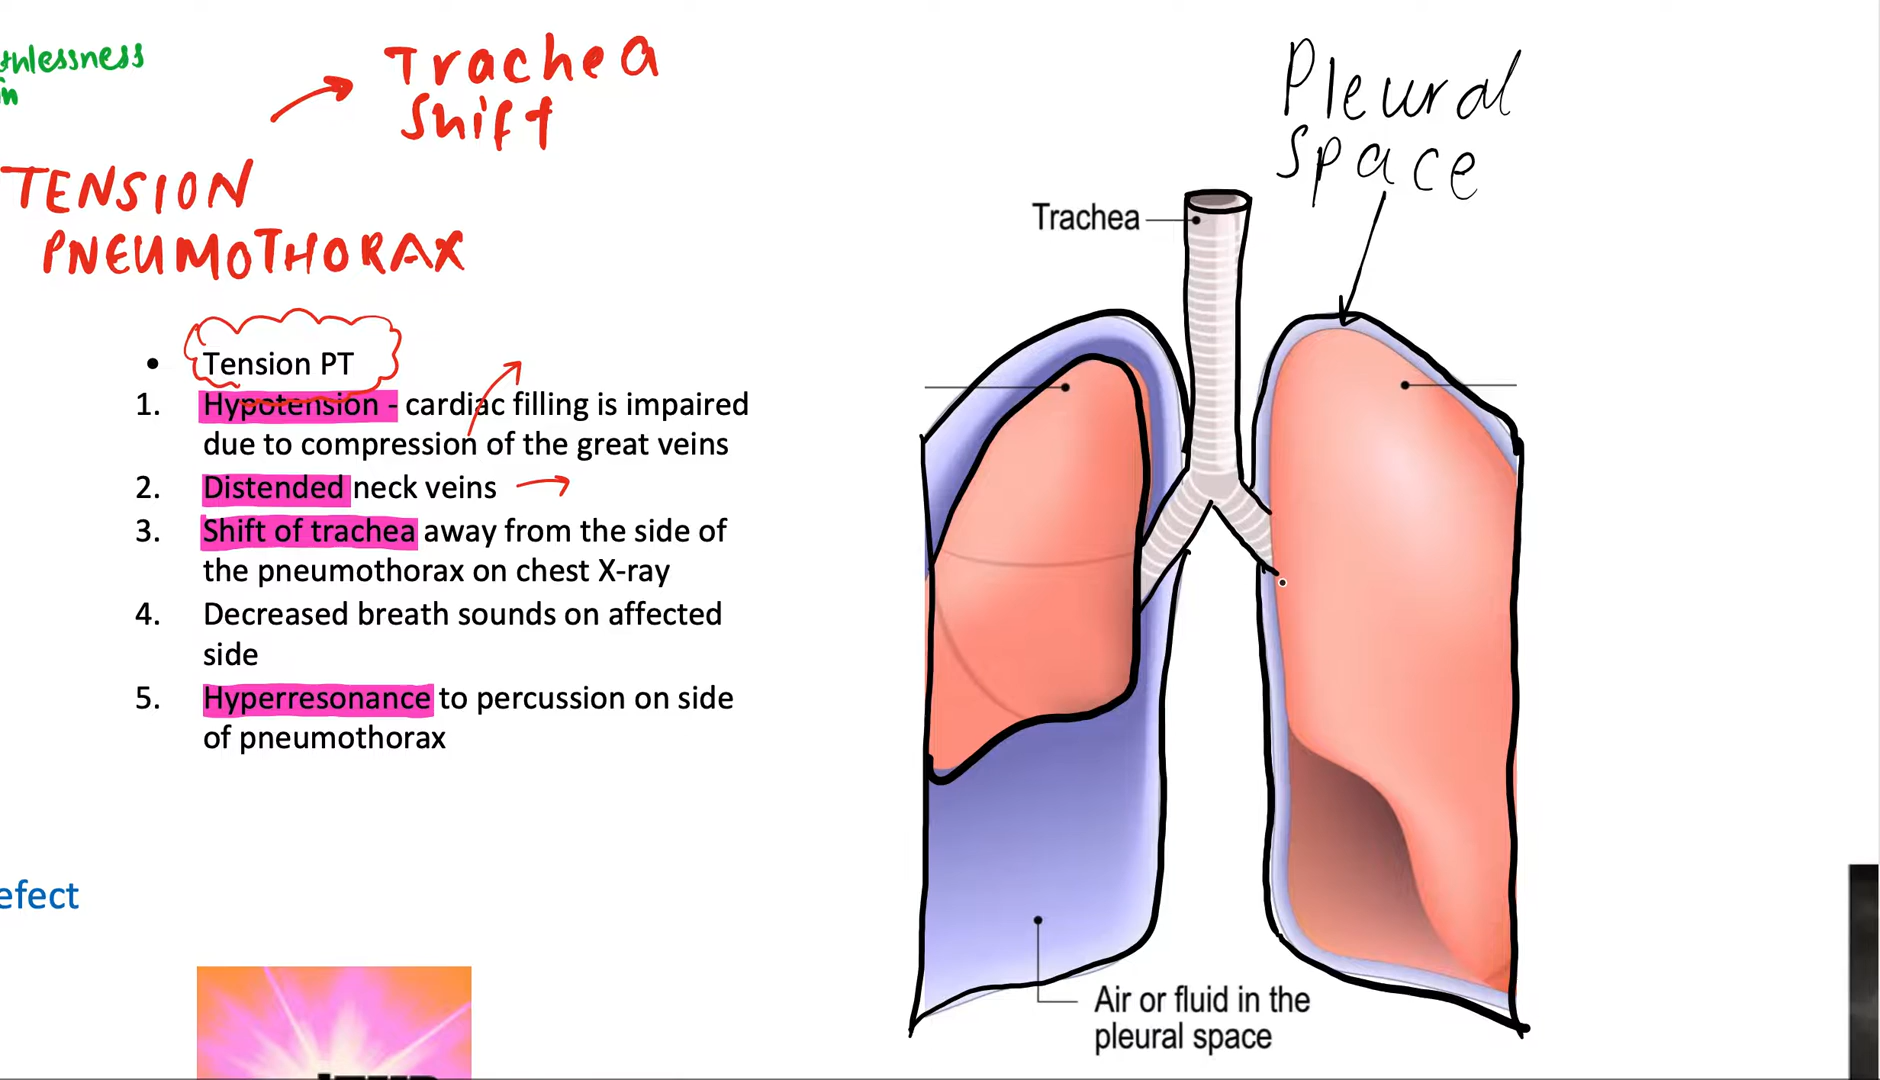 thlessness
in
Trachea
Shift
TENSION
PNEUMOTHORAX
• Tension PT
1. Hypotension - cardiac filling is impaired
due to compression of the great veins
2. Distended neck veins
3. Shift of trachea away from the side of
the pneumothorax on chest X-ray
4. Decreased breath sounds on affected
side
5. Hyperresonance to percussion on side
of pneumothorax
efect
Pleural
Space
Trachea
Air or fluid in the
pleural space